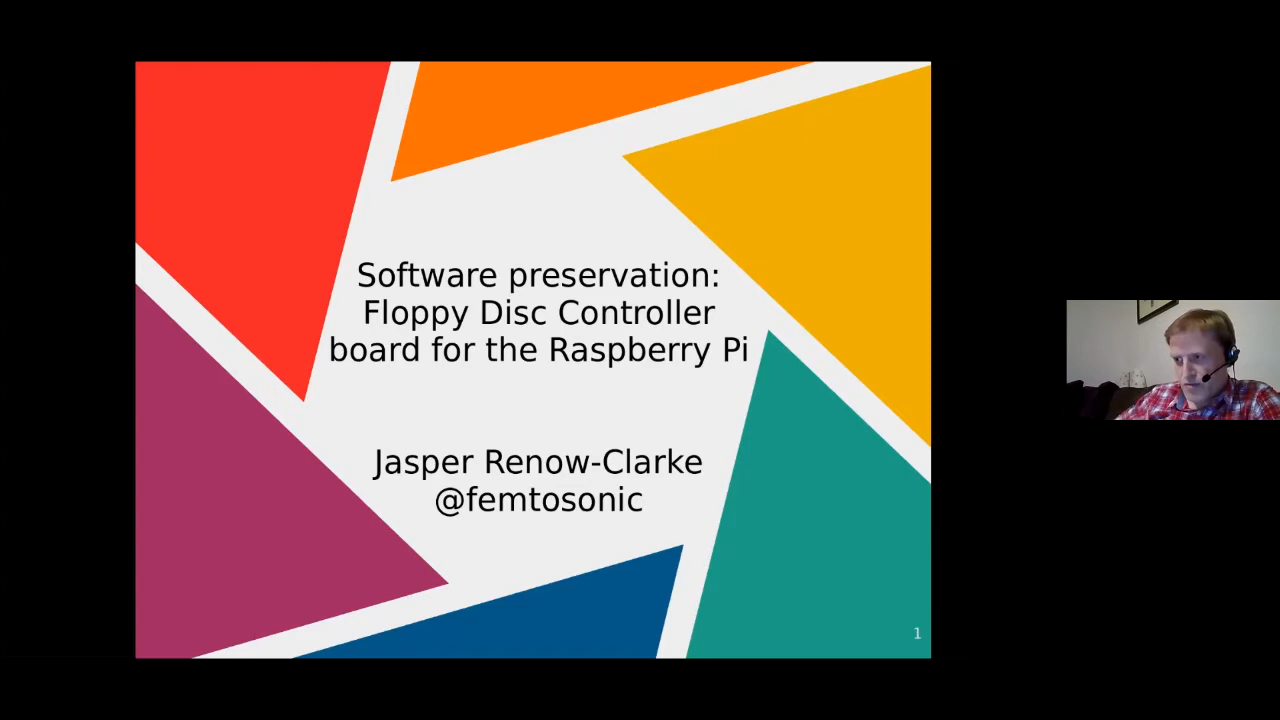 Software preservation:
Floppy Disc Controller
board for the Raspberry Pi
Jasper Renow-Clarke
@femtosonic
1